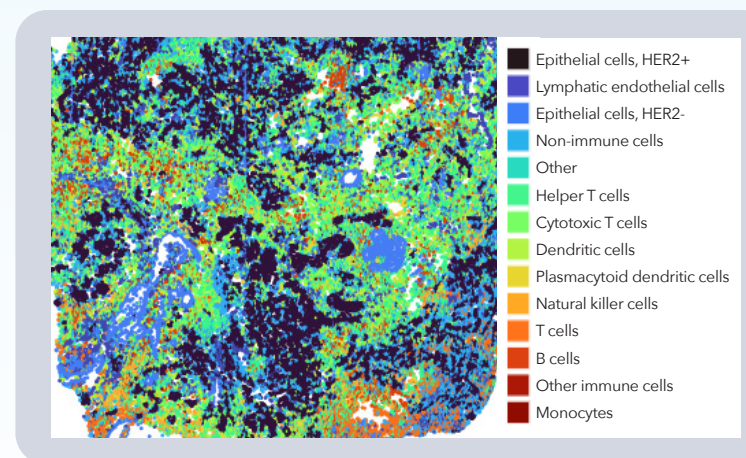 Epithelial cells, HER2+
Lymphatic endothelial cells
Epithelial cells, HER2-
Non-immune cells
Other
Helper T cells
Cytotoxic T cells
Dendritic cells
Plasmacytoid dendritic cells
Natural killer cells
T cells
B cells
Other immune cells
Monocytes